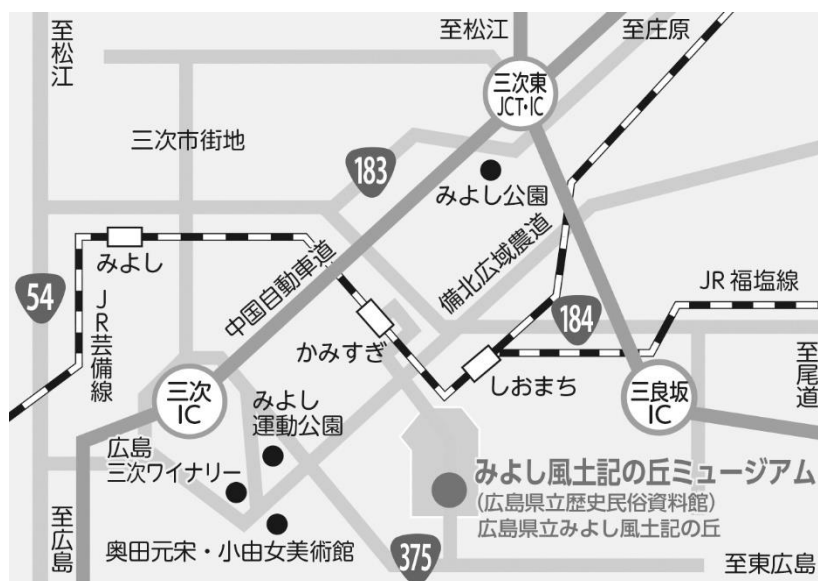 至松江
至松江
至庄原
三次東
JCT・IC
三次市街地
183
みよし公園
みよし
54
JR芸備線
中国自動車道
備北広域農道
JR福塩線
184
かみすぎ
しおまち
至尾道
三次
IC
みよし
運動公園
三良坂
IC
広島
三次ワイナリー
みよし風土記の丘ミュージアム
(広島県立歴史民俗資料館)
広島県立みよし風土記の丘
至広島
奥田元宋・小由女美術館
375
至東広島